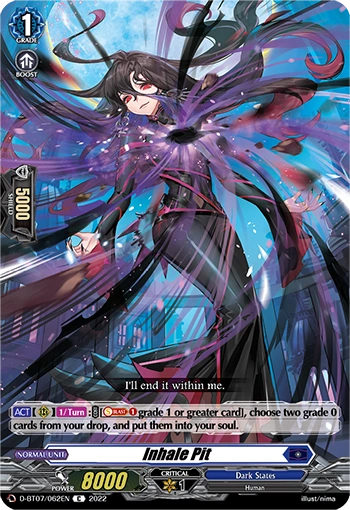 1
GRADE
BOOST
5000
SHIELD
I'll end it within me.
ACT 1/Turn : [ BLAST 1 grade 1 or greater card], choose two grade 0
cards from your drop, and put them into your soul.
NORMAL UNIT
Inhale Pit
POWER 8000
CRITICAL
1
Dark States
Human
D-BT07/062EN C 2022
illust/nima